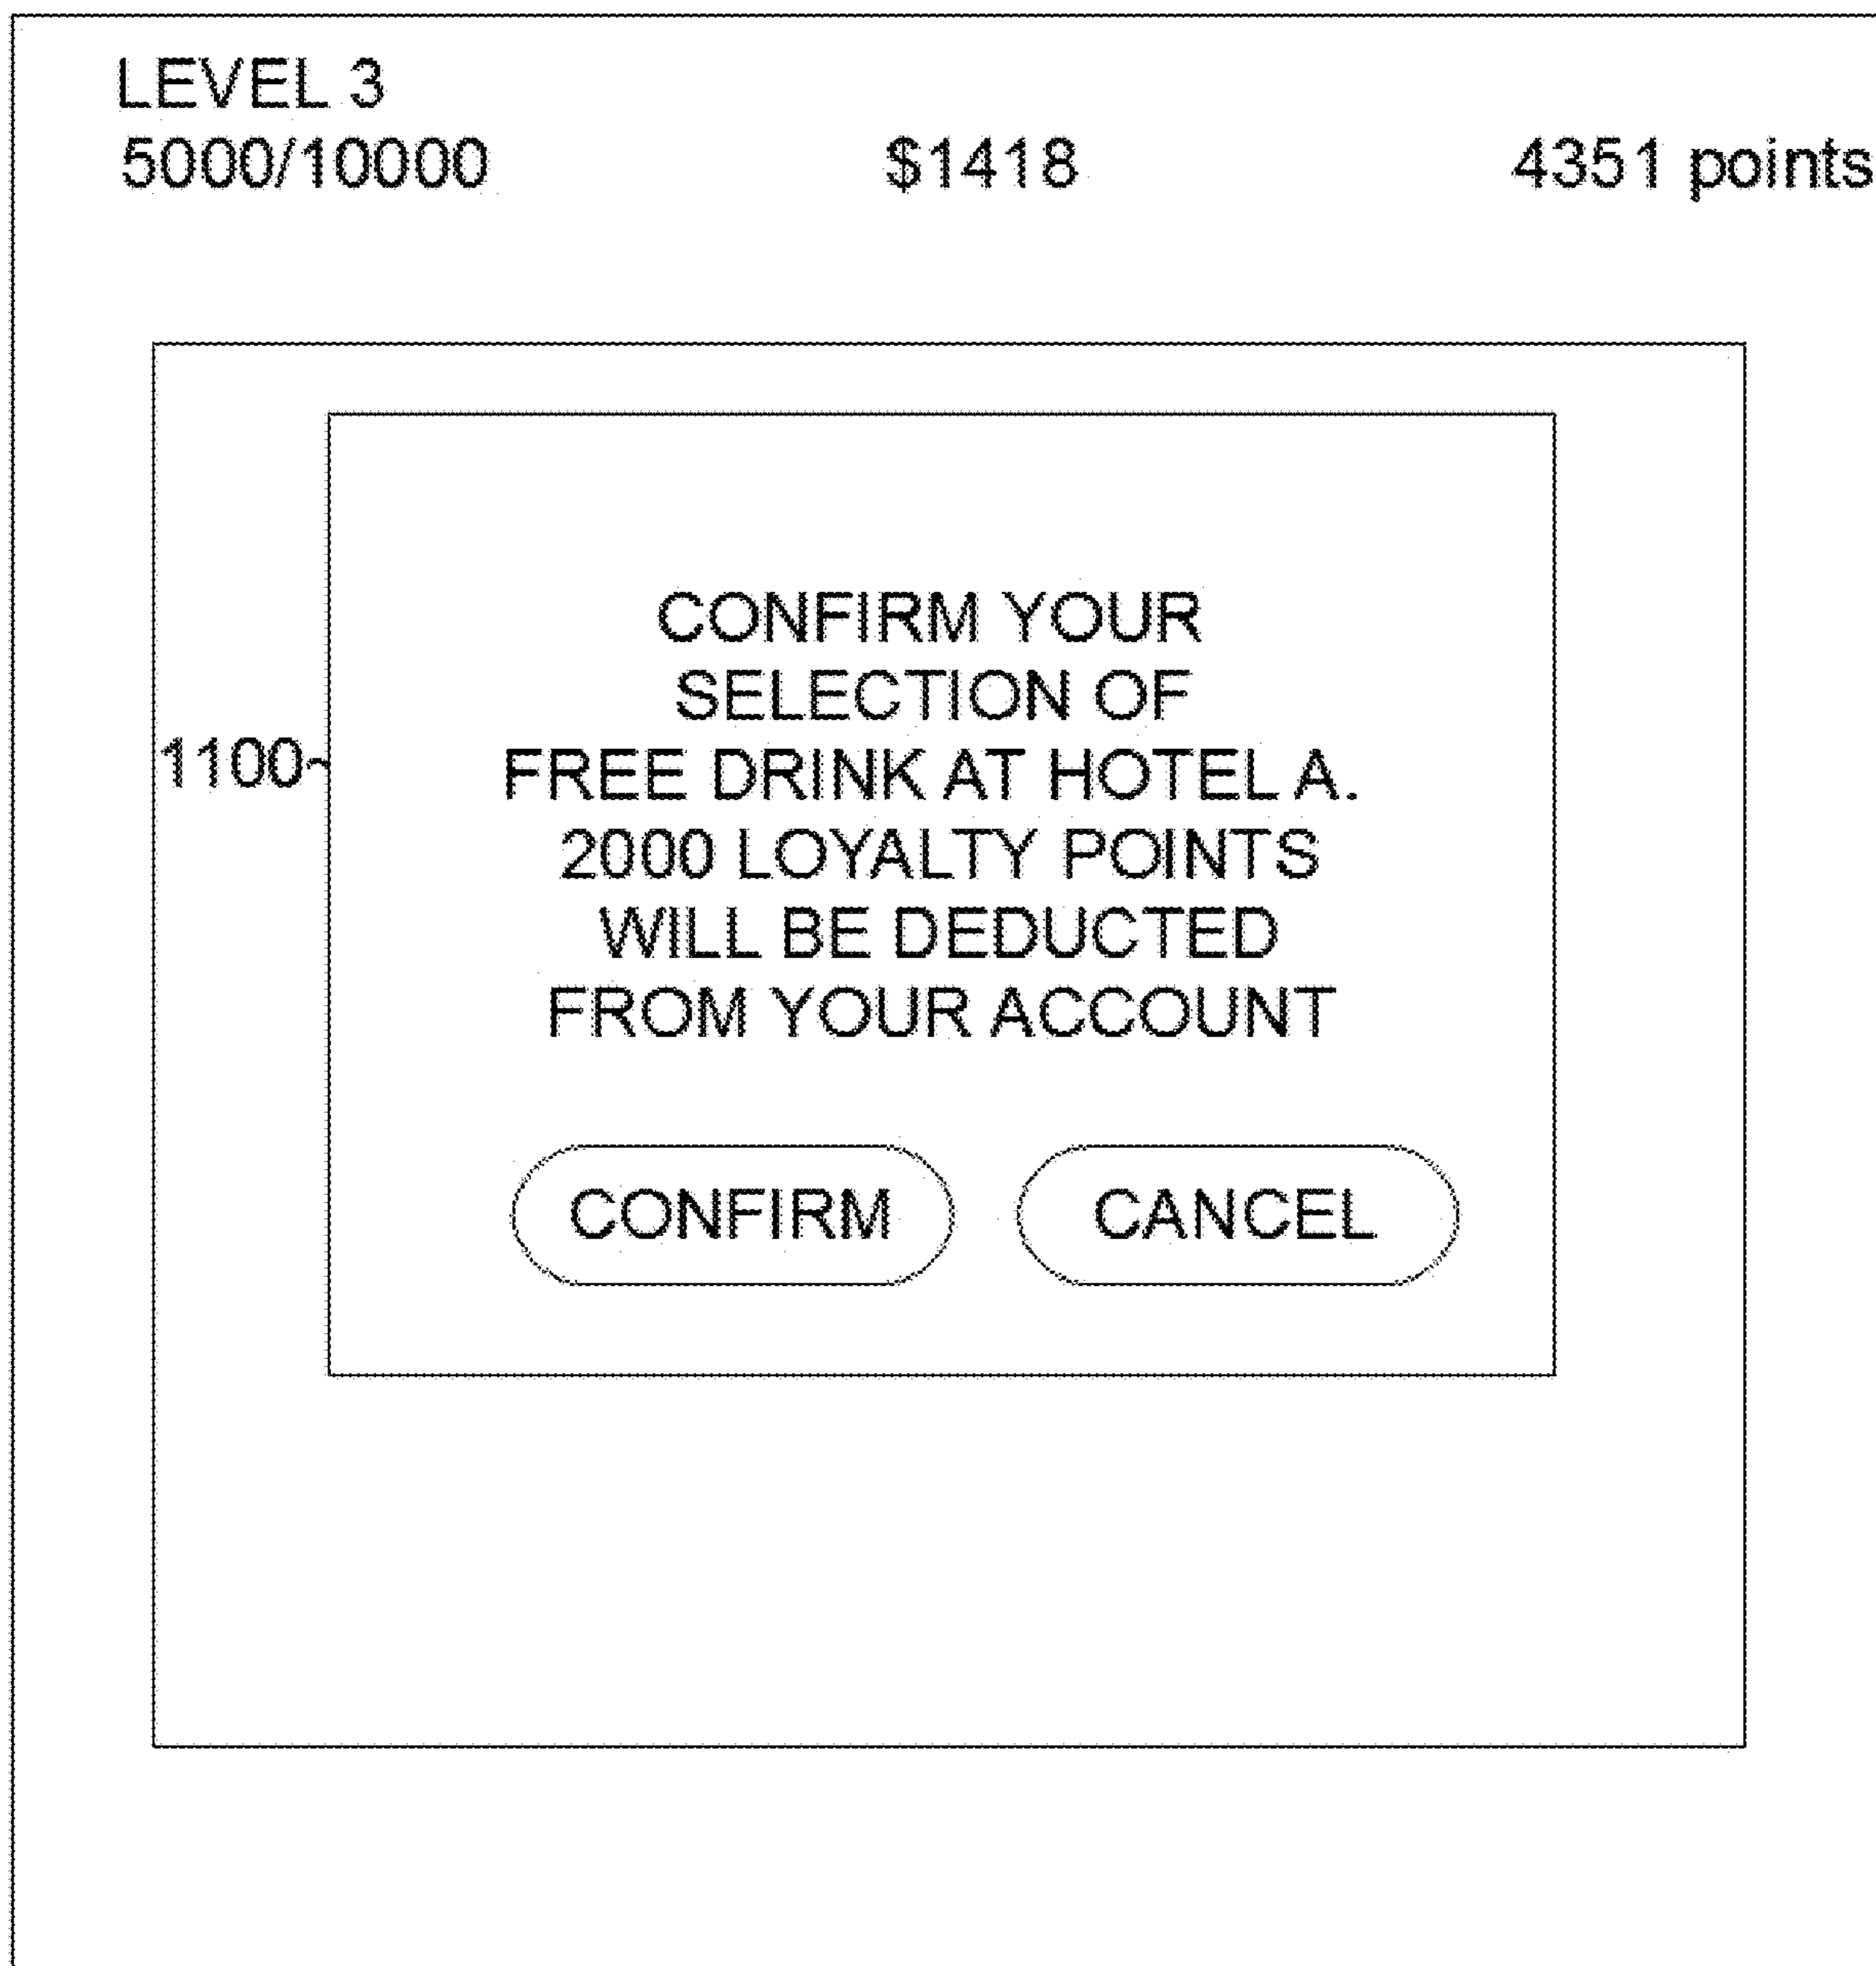 LEVEL 3
5000/10000 $1418 4351 points
CONFIRM YOUR
SELECTION OF
1100~ FREE DRINK AT HOTEL A.
2000 LOYALTY POINTS
WILL BE DEDUCTED
FROM YOUR ACCOUNT
CONFIRM CANCEL